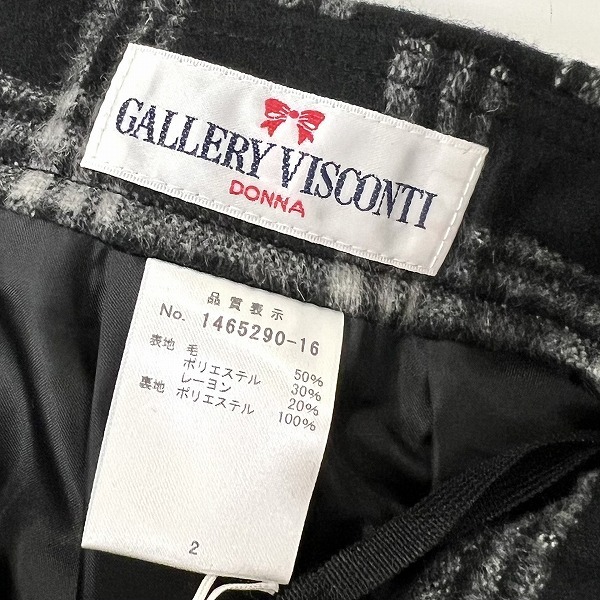 GALLERY VISCONTI
DONNA
品質表示
No. 1465290-16
表地 毛 50%
ポリエステル 30%
レーヨン 20%
裏地 ポリエステル 100%
2